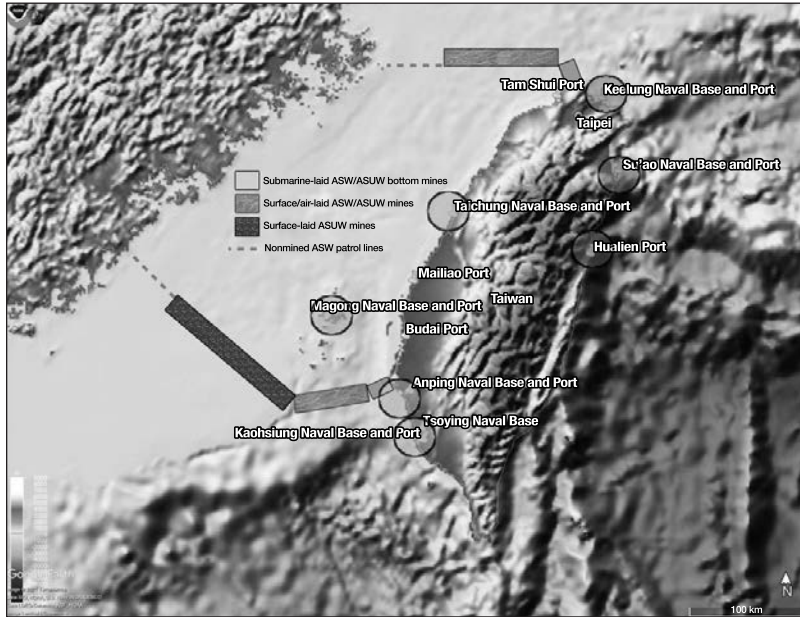 Tam Shui Port
Keelung Naval Base and Port
Taipei
Su'ao Naval Base and Port
Submarine-laid ASW/ASUW bottom mines
Surface/air-laid ASW/ASUW mines
Surface-laid ASUW mines
Nonmined ASW patrol lines
Taichung Naval Base and Port
Hualien Port
Mailiao Port
Taiwan
Magong Naval Base and Port
Budai Port
Anping Naval Base and Port
Tsoying Naval Base
Kaohsiung Naval Base and Port
N
100 km